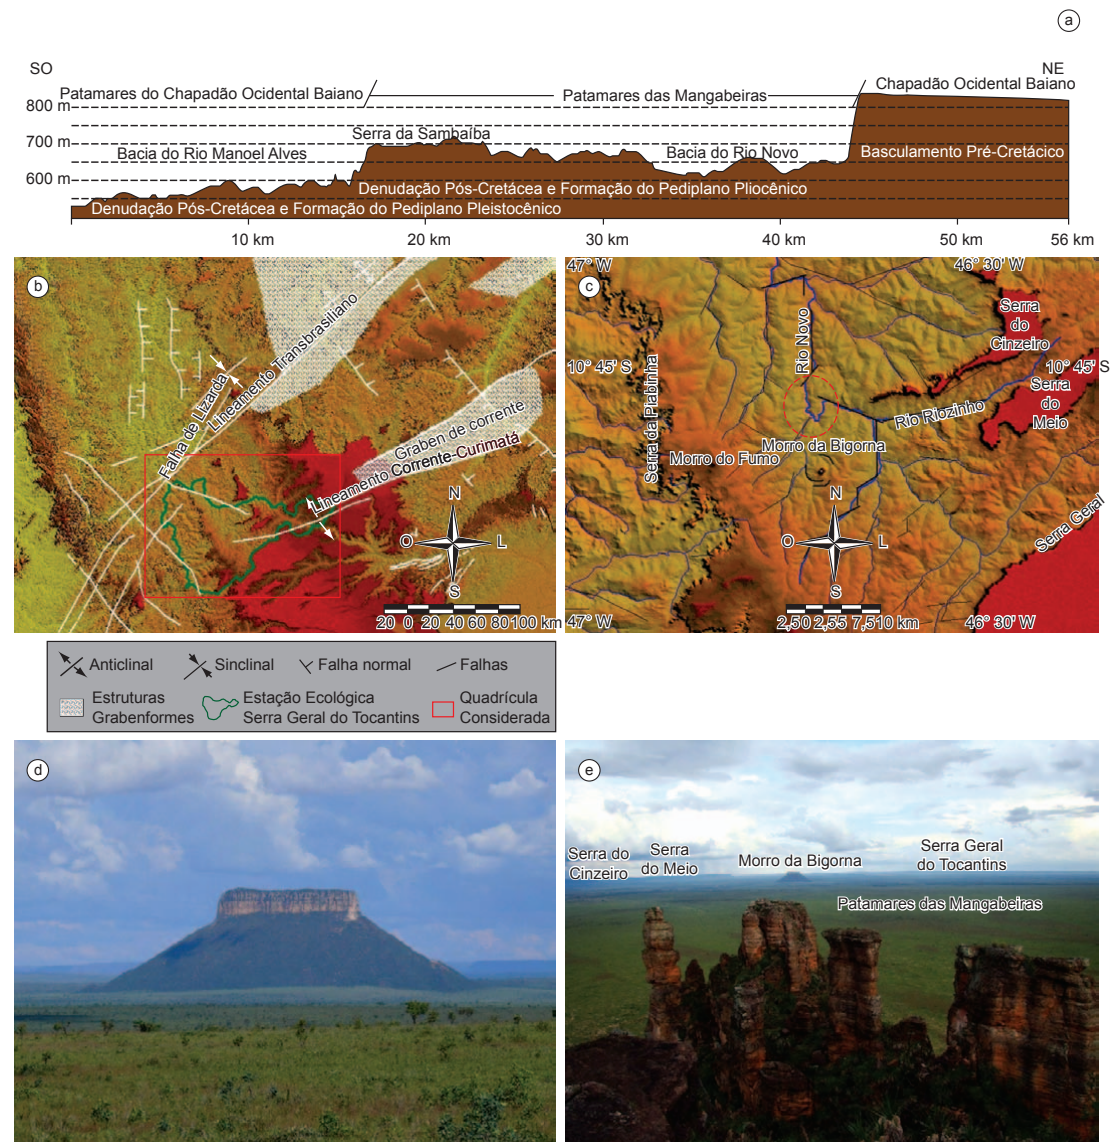 a
SO
NE
Patamares do Chapadão Ocidental Baiano
Patamares das Mangabeiras
Chapadão Ocidental Baiano
800 m
700 m
600 m
Serra da Sambaíba
Bacia do Rio Manoel Alves
Bacia do Rio Novo
Basculamento Pré-Cretácico
Denudação Pós-Cretácea e Formação do Pediplano Pliocênico
Denudação Pós-Cretácea e Formação do Pediplano Pleistocênico
10 km
20 km
30 km
40 km
50 km
56 km
b
Falha de Lizarda
Lineamento Transbrasiliano
Graben de corrente
Lineamento Corrente-Curimatá
N
O
L
S
20 0 20 40 60 80 100 km
c
47° W
46° 30' W
10° 45' S
10° 45' S
Serra da Piabinha
Rio Novo
Serra
do
Cinzeiro
Serra
do
Meio
Rio Riozinho
Morro da Bigorna
Morro do Fumo
Serra Geral
N
O
L
S
47° W
2,50 2,55 7,510 km
46° 30' W
Anticlinal
Sinclinal
Falha normal
Falhas
Estruturas
Grabenformes
Estação Ecológica
Serra Geral do Tocantins
Quadrícula
Considerada
d
e
Serra do
Cinzeiro
Serra
do Meio
Morro da Bigorna
Serra Geral
do Tocantins
Patamares das Mangabeiras